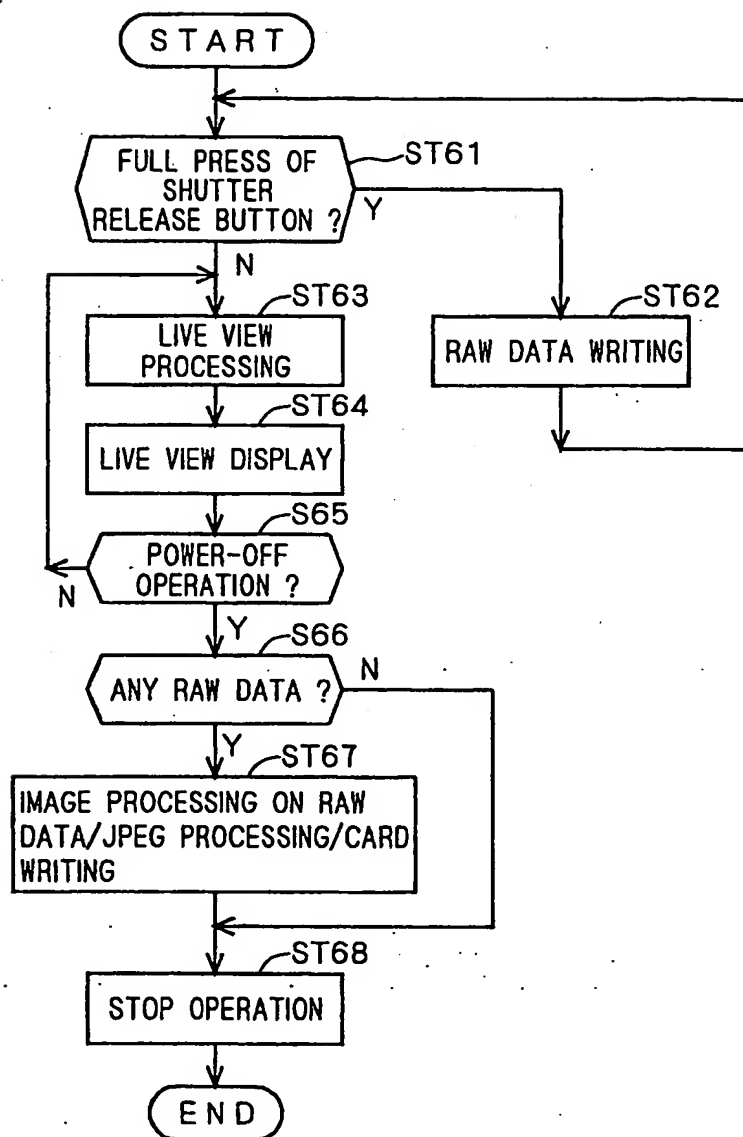 START
ST61
FULL PRESS OF
SHUTTER
RELEASE BUTTON ?
Y
N
ST63
LIVE VIEW
PROCESSING
ST62
RAW DATA WRITING
ST64
LIVE VIEW DISPLAY
S65
POWER-OFF
OPERATION ?
N
Y
S66
ANY RAW DATA ?
N
Y
ST67
IMAGE PROCESSING ON RAW
DATA/JPEG PROCESSING/CARD
WRITING
ST68
STOP OPERATION
END